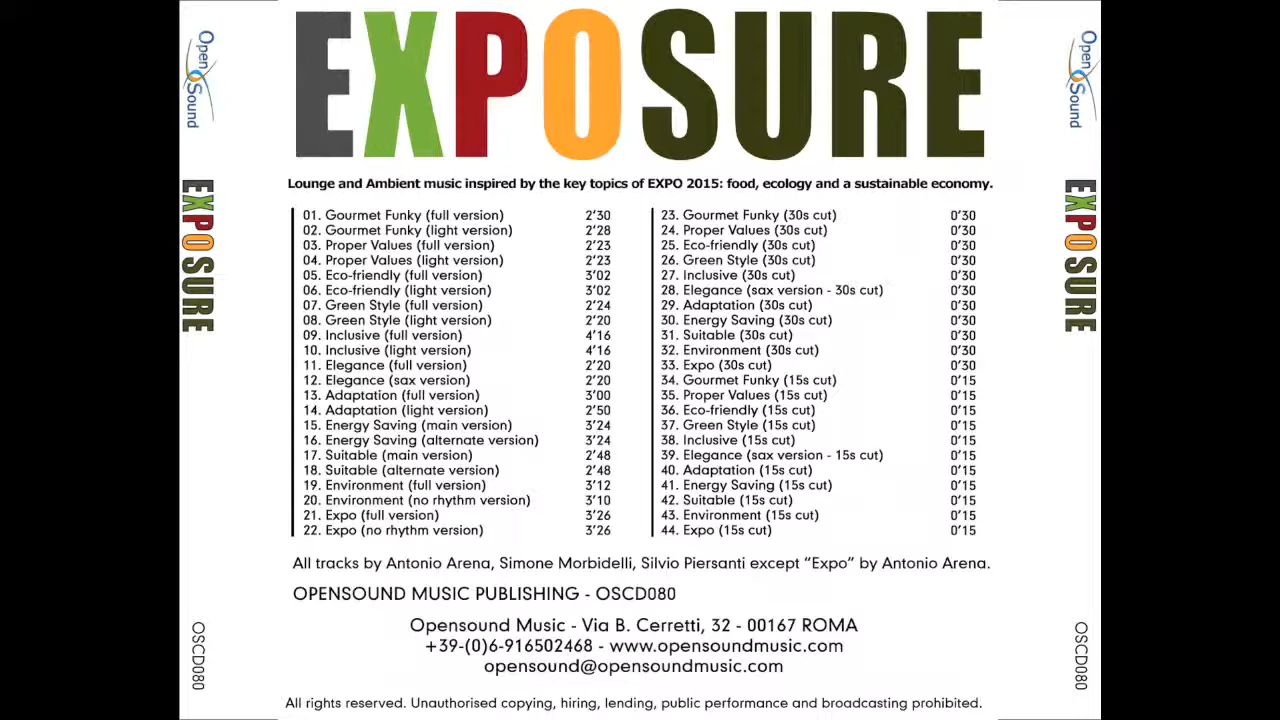 EXPOSURE
Open Sound
Open Sound
EXPOSURE
EXPOSURE
Lounge and Ambient music inspired by the key topics of EXPO 2015: food, ecology and a sustainable economy.
01. Gourmet Funky (full version) 2'30
02. Gourmet Funky (light version) 2'28
03. Proper Values (full version) 2'23
04. Proper Values (light version) 2'23
05. Eco-friendly (full version) 3'02
06. Eco-friendly (light version) 3'02
07. Green Style (full version) 2'24
08. Green Style (light version) 2'20
09. Inclusive (full version) 4'16
10. Inclusive (light version) 4'16
11. Elegance (full version) 2'20
12. Elegance (sax version) 2'20
13. Adaptation (full version) 3'00
14. Adaptation (light version) 2'50
15. Energy Saving (main version) 3'24
16. Energy Saving (alternate version) 3'24
17. Suitable (main version) 2'48
18. Suitable (alternate version) 2'48
19. Environment (full version) 3'12
20. Environment (no rhythm version) 3'10
21. Expo (full version) 3'26
22. Expo (no rhythm version) 3'26
23. Gourmet Funky (30s cut) 0'30
24. Proper Values (30s cut) 0'30
25. Eco-friendly (30s cut) 0'30
26. Green Style (30s cut) 0'30
27. Inclusive (30s cut) 0'30
28. Elegance (sax version - 30s cut) 0'30
29. Adaptation (30s cut) 0'30
30. Energy Saving (30s cut) 0'30
31. Suitable (30s cut) 0'30
32. Environment (30s cut) 0'30
33. Expo (30s cut) 0'30
34. Gourmet Funky (15s cut) 0'15
35. Proper Values (15s cut) 0'15
36. Eco-friendly (15s cut) 0'15
37. Green Style (15s cut) 0'15
38. Inclusive (15s cut) 0'15
39. Elegance (sax version - 15s cut) 0'15
40. Adaptation (15s cut) 0'15
41. Energy Saving (15s cut) 0'15
42. Suitable (15s cut) 0'15
43. Environment (15s cut) 0'15
44. Expo (15s cut) 0'15
All tracks by Antonio Arena, Simone Morbidelli, Silvio Piersanti except "Expo" by Antonio Arena.
OPENSOUND MUSIC PUBLISHING - OSCD080
Opensound Music - Via B. Cerretti, 32 - 00167 ROMA
+39-(0)6-916502468 - www.opensoundmusic.com
opensound@opensoundmusic.com
OSCD080
OSCD080
All rights reserved. Unauthorised copying, hiring, lending, public performance and broadcasting prohibited.